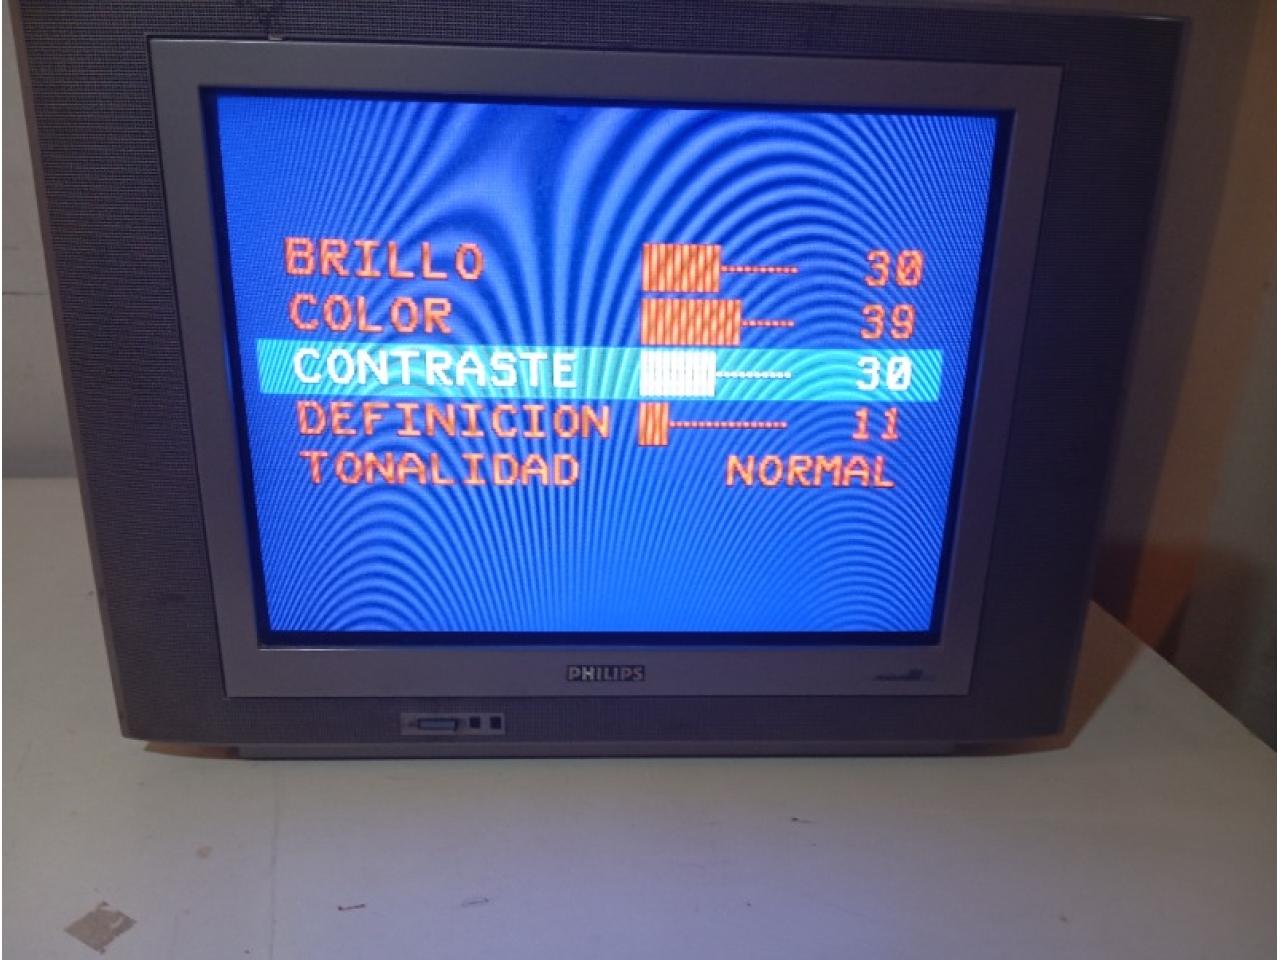 BRILLO 30
COLOR 39
CONTRASTE 30
DEFINICION 11
TONALIDAD NORMAL
PHILIPS